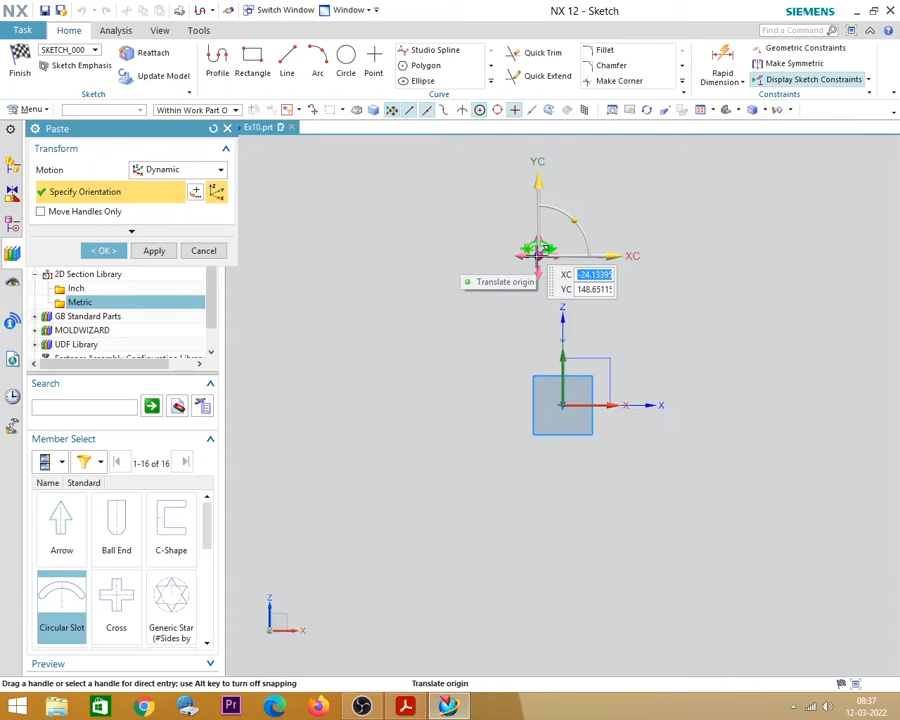 NX
Switch Window
Window
NX 12 - Sketch
SIEMENS
Task
Home
Analysis
View
Tools
Find a Command
Finish
SKETCH_000
Sketch Emphasis
Reattach
Update Model
Profile
Rectangle
Line
Arc
Circle
Point
Studio Spline
Polygon
Ellipse
Quick Trim
Quick Extend
Fillet
Chamfer
Make Corner
Rapid
Dimension
Geometric Constraints
Make Symmetric
Display Sketch Constraints
Sketch
Curve
Constraints
Menu
Within Work Part O
Paste
Ex10.prt
Transform
Motion
Dynamic
Specify Orientation
Move Handles Only
< OK >
Apply
Cancel
2D Section Library
Inch
Metric
GB Standard Parts
MOLDWIZARD
UDF Library
Search
Member Select
1-16 of 16
Name
Standard
Arrow
Ball End
C-Shape
Circular Slot
Cross
Generic Star
(#Sides by
Preview
YC
XC
Translate origin
XC
-24.1339
YC
148.6511
Z
X
X
Z
X
Drag a handle or select a handle for direct entry; use Alt key to turn off snapping
Translate origin
Pr
08:37
12-03-2022